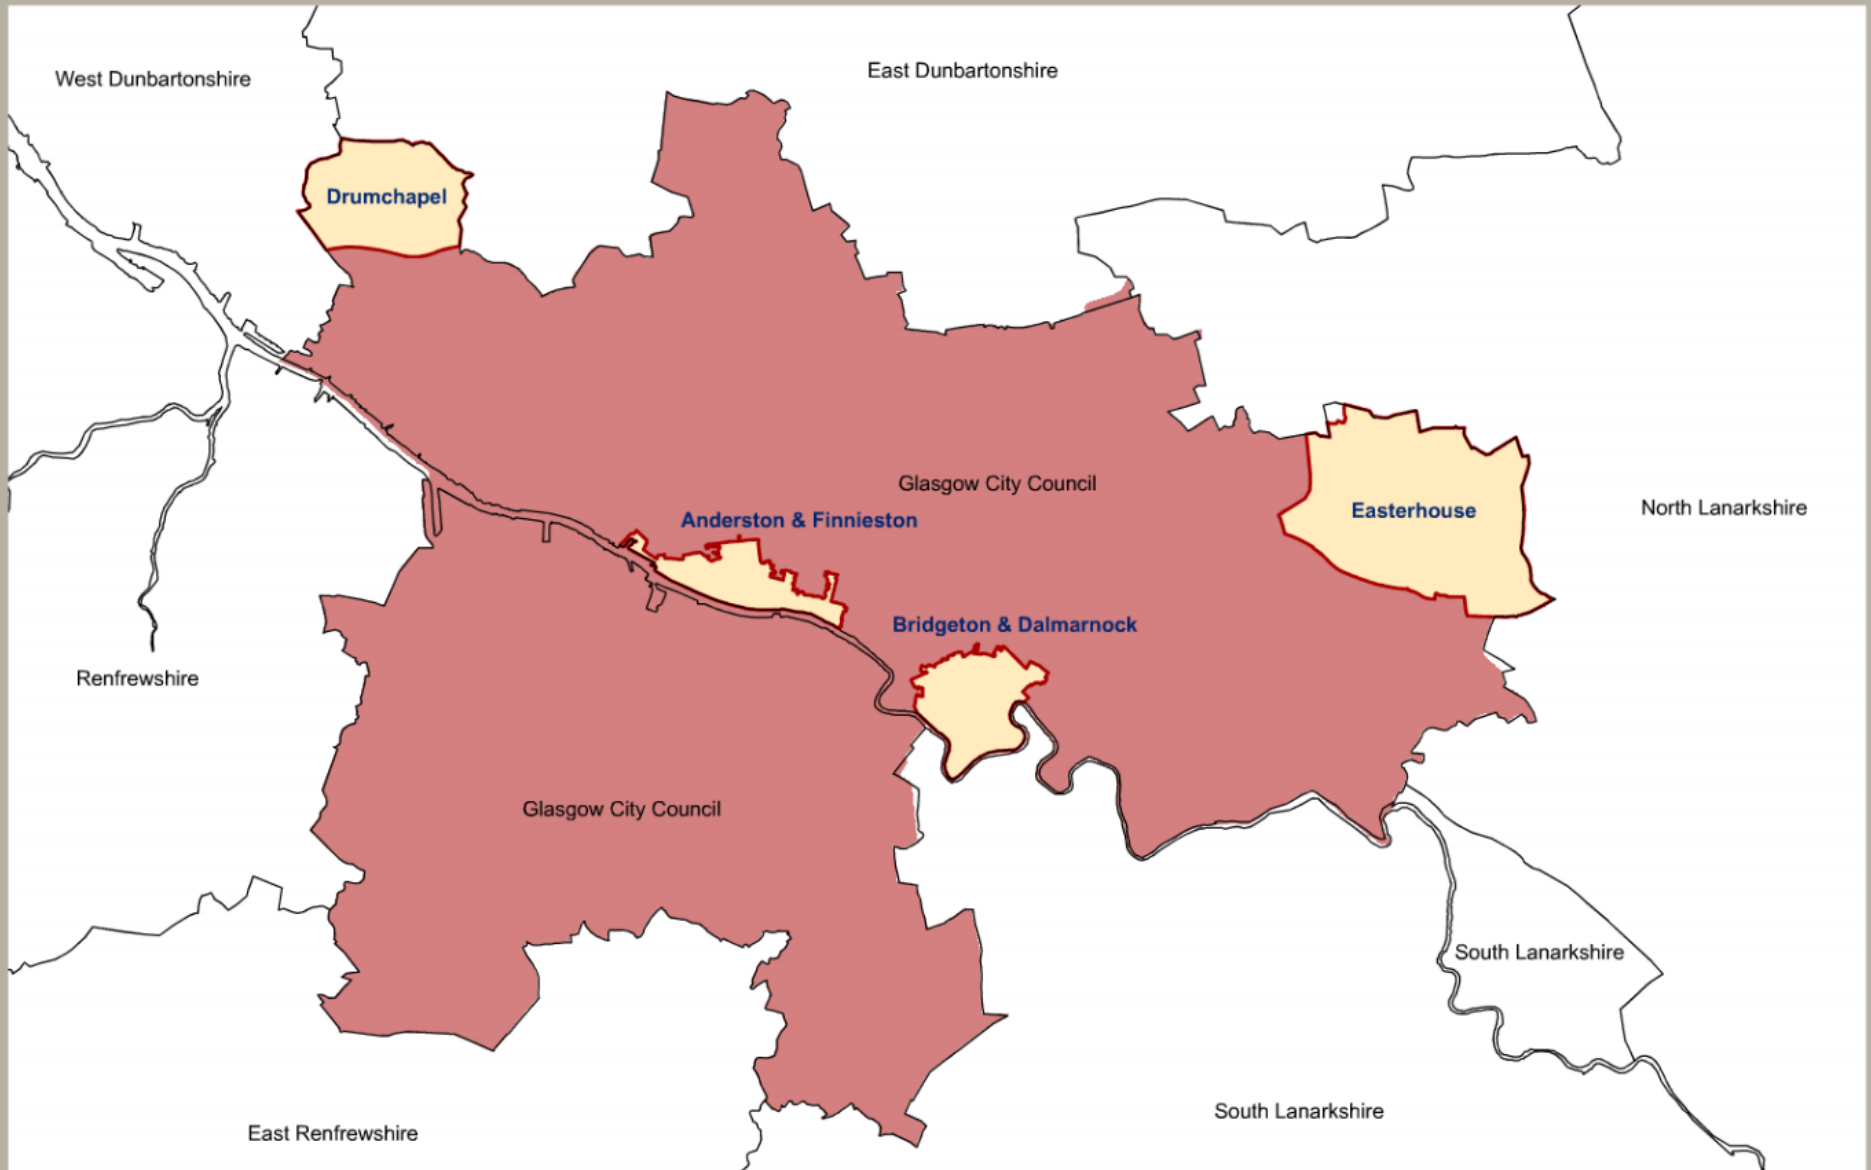 East Dunbartonshire
West Dunbartonshire
Drumchapel
Glasgow City Council
North Lanarkshire
Easterhouse
Anderston & Finnieston
Bridgeton & Dalmarnock
Renfrewshire
Glasgow City Council
South Lanarkshire
South Lanarkshire
East Renfrewshire